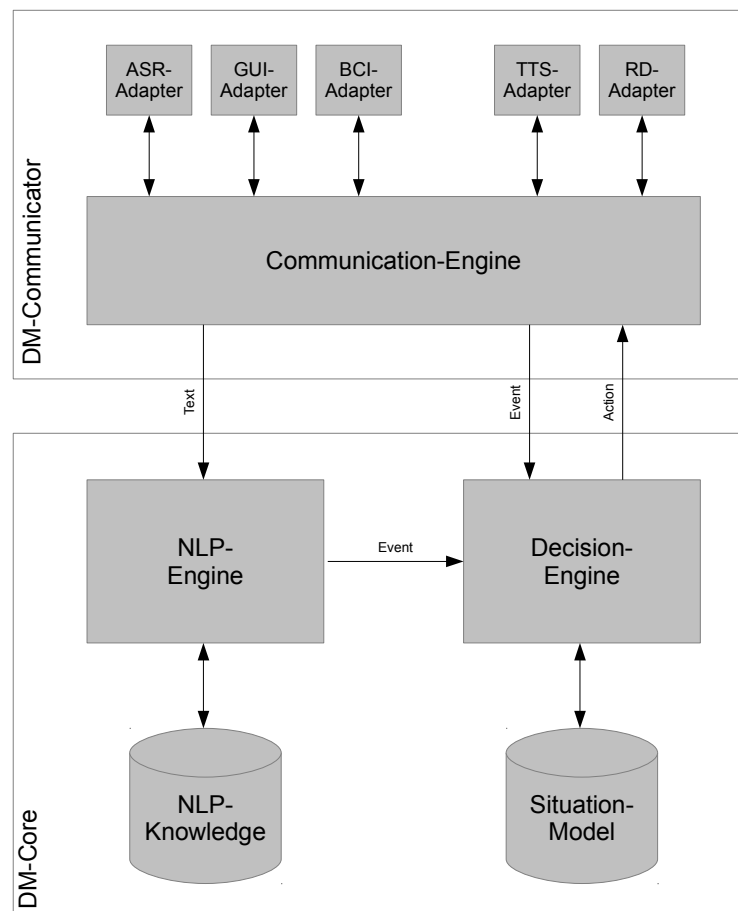 ASR-
Adapter
GUI-
Adapter
BCI-
Adapter
TTS-
Adapter
RD-
Adapter
DM-Communicator
Communication-Engine
Text
Event
Action
NLP-
Engine
Event
Decision-
Engine
NLP-
Knowledge
Situation-
Model
DM-Core